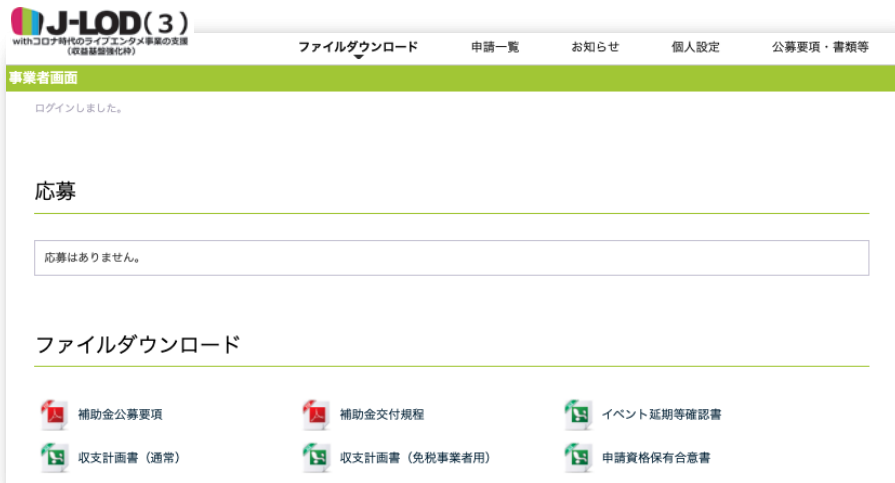 J-LOD(3)
withコロナ時代のライブエンタメ事業の支援
(収益基盤強化枠)
ファイルダウンロード 申請一覧 お知らせ 個人設定 公募要項・書類等
事業者画面
ログインしました。
応募
応募はありません。
ファイルダウンロード
補助金公募要項 補助金交付規程 イベント延期等確認書
収支計画書（通常） 収支計画書（免税事業者用） 申請資格保有合意書